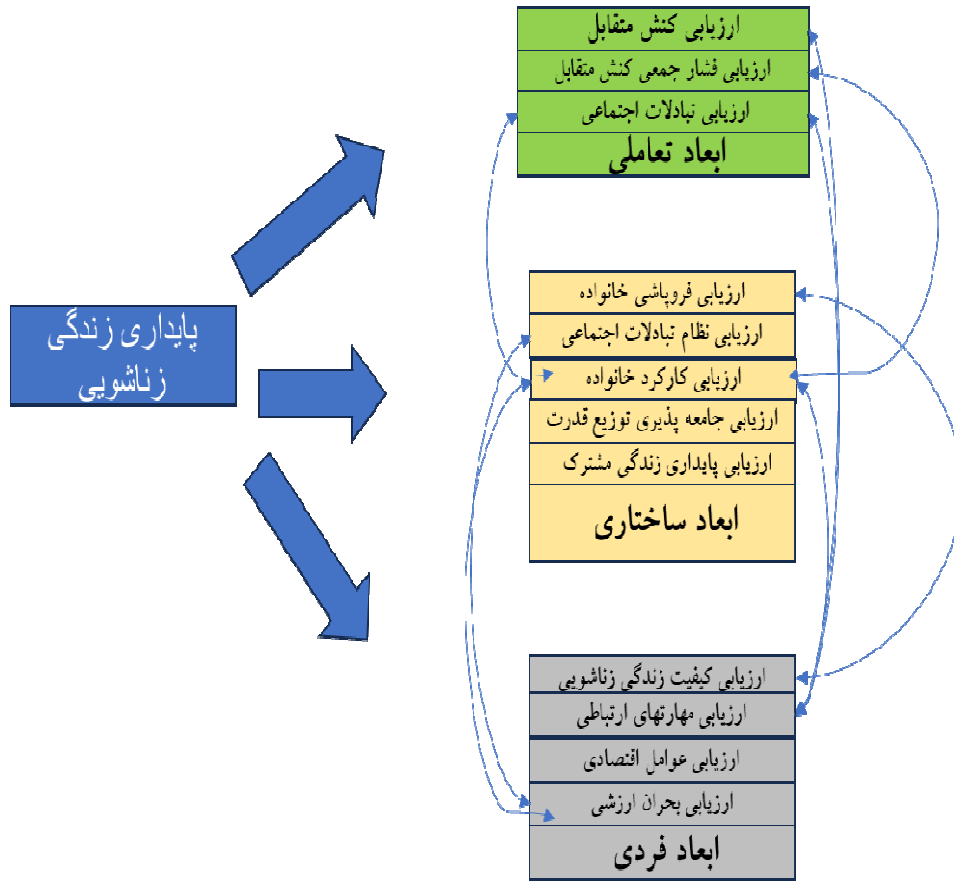 ارزیابی کنش متقابل
ارزیابی فشار جمعی کنش متقابل
ارزیابی تبادلات اجتماعی
ابعاد تعاملی
پایداری زندگی
زناشویی
ارزیابی فروپاشی خانواده
ارزیابی نظام تبادلات اجتماعی
ارزیابی کارکرد خانواده
ارزیابی جامعه پذیری توزیع قدرت
ارزیابی پایداری زندگی مشترک
ابعاد ساختاری
ارزیابی کیفیت زندگی زناشویی
ارزیابی مهارتهای ارتباطی
ارزیابی عوامل اقتصادی
ارزیابی بحران ارزشی
ابعاد فردی